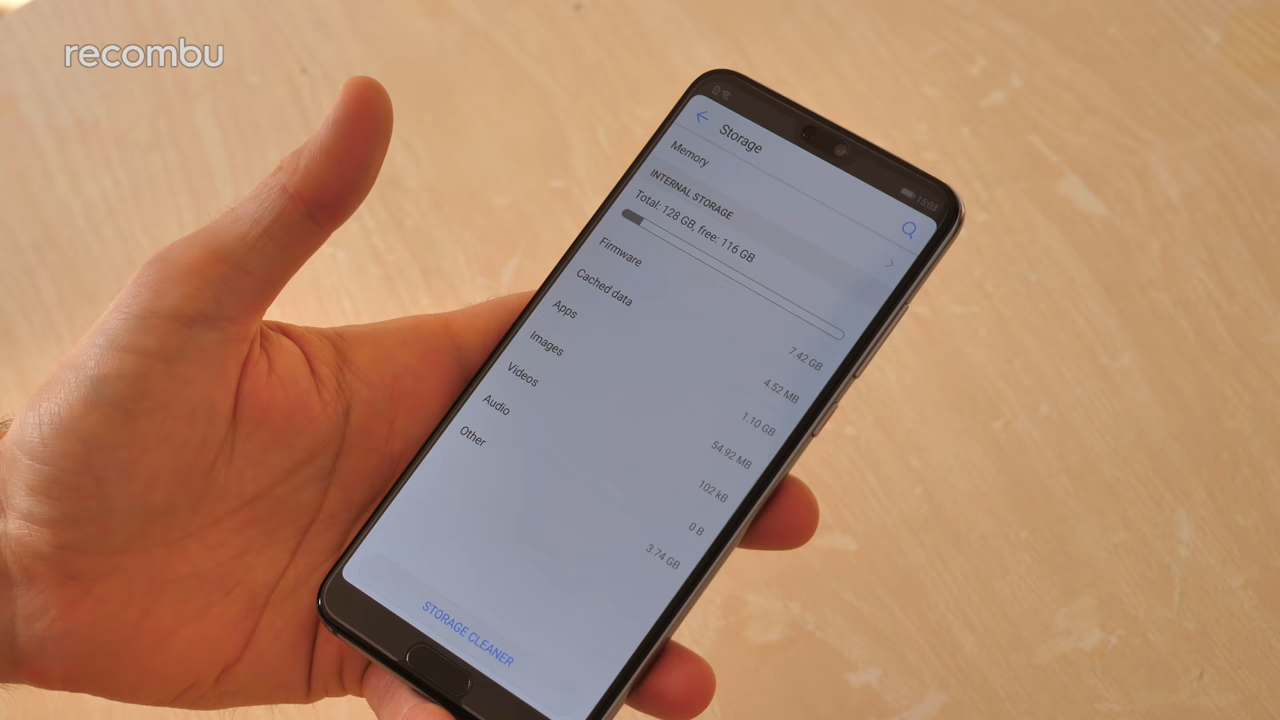 recombu
15:03
Storage
Memory
INTERNAL STORAGE
Total: 128 GB, free: 116 GB
Firmware 7.42 GB
Cached data 4.52 MB
Apps 1.10 GB
Images 54.92 MB
Videos 102 kB
Audio 0 B
Other 3.74 GB
STORAGE CLEANER